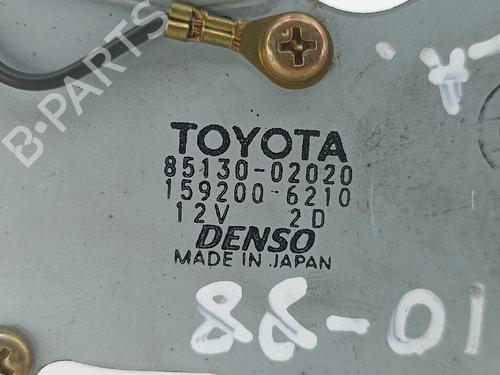 B-PARTS
TOYOTA
85130-02020
159200-6210
12V 2D
DENSO
MADE IN JAPAN
88-01